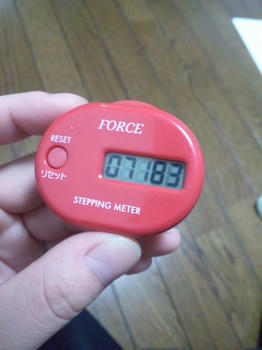 FORCE
RESET
リセット
07183
STEPPING METER